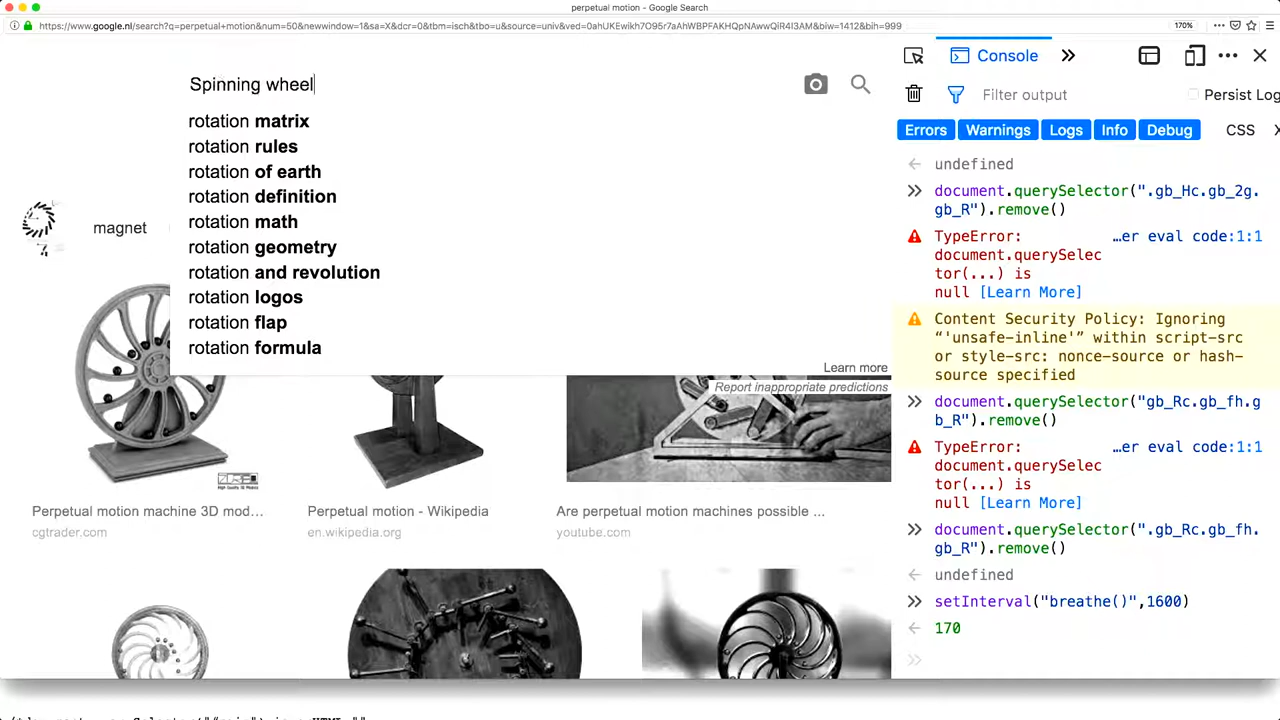 perpetual motion - Google Search
https://www.google.nl/search?q=perpetual+motion&num=50&newwindow=1&sa=X&dcr=0&tbm=isch&tbo=u&source=univ&ved=0ahUKEwikh7O95r7aAhWBPFAKHQpNAwwQiR4I3AM&biw=1412&bih=999
170%
Spinning wheel
rotation matrix
rotation rules
rotation of earth
rotation definition
rotation math
rotation geometry
rotation and revolution
rotation logos
rotation flap
rotation formula
Learn more
Report inappropriate predictions
magnet
Perpetual motion machine 3D mod...
cgtrader.com
Perpetual motion - Wikipedia
en.wikipedia.org
Are perpetual motion machines possible ...
youtube.com
Console
Filter output
Persist Log
Errors Warnings Logs Info Debug CSS X
undefined
document.querySelector(".gb_Hc.gb_2g.
gb_R").remove()
TypeError: …er eval code:1:1
document.querySelec
tor(...) is
null [Learn More]
Content Security Policy: Ignoring
“'unsafe-inline'” within script-src
or style-src: nonce-source or hash-
source specified
document.querySelector("gb_Rc.gb_fh.g
b_R").remove()
TypeError: …er eval code:1:1
document.querySelec
tor(...) is
null [Learn More]
document.querySelector(".gb_Rc.gb_fh.
gb_R").remove()
undefined
setInterval("breathe()",1600)
170